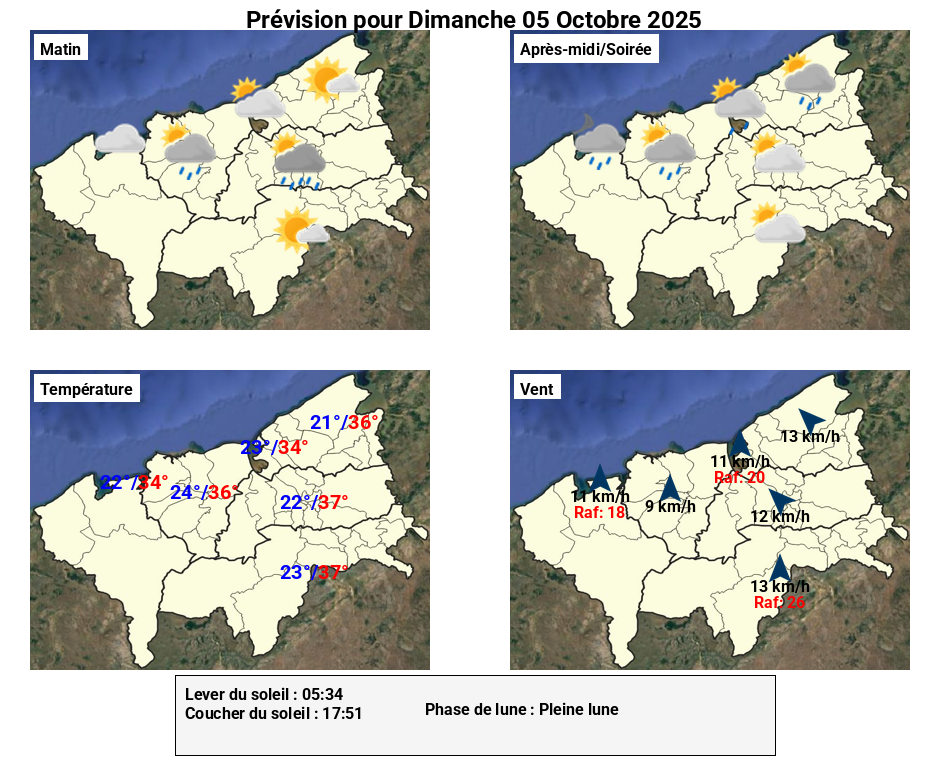 Prévision pour Dimanche 05 Octobre 2025
Matin
Après-midi/Soirée
Température
21°/36°
23°/34°
22°/34°
24°/36°
22°/37°
23°/37°
Vent
13 km/h
11 km/h
Raf: 20
11 km/h
Raf: 18
9 km/h
12 km/h
13 km/h
Raf: 26
Lever du soleil : 05:34
Coucher du soleil : 17:51
Phase de lune : Pleine lune